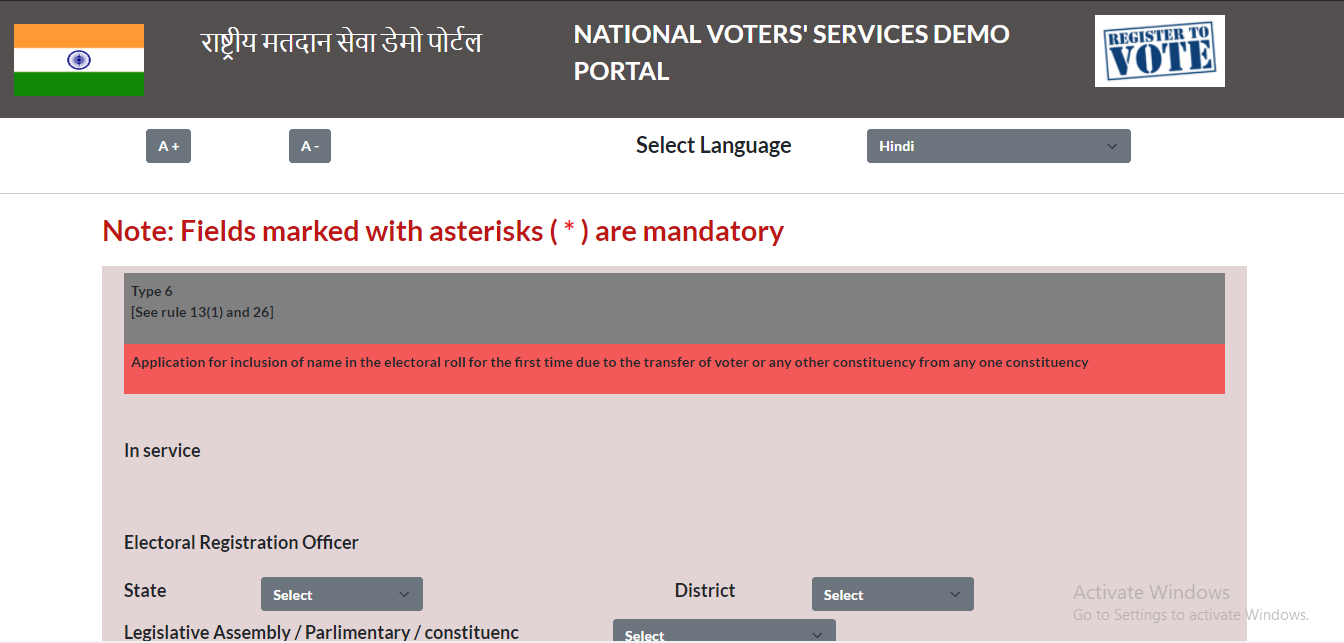 राष्ट्रीय मतदान सेवा डेमो पोर्टल
NATIONAL VOTERS' SERVICES DEMO
PORTAL
REGISTER TO
VOTE
A +
A -
Select Language
Hindi
Note: Fields marked with asterisks ( * ) are mandatory
Type 6
[See rule 13(1) and 26]
Application for inclusion of name in the electoral roll for the first time due to the transfer of voter or any other constituency from any one constituency
In service
Electoral Registration Officer
State
Select
District
Select
Activate Windows
Go to Settings to activate Windows.
Legislative Assembly / Parlimentary / constituenc
Select